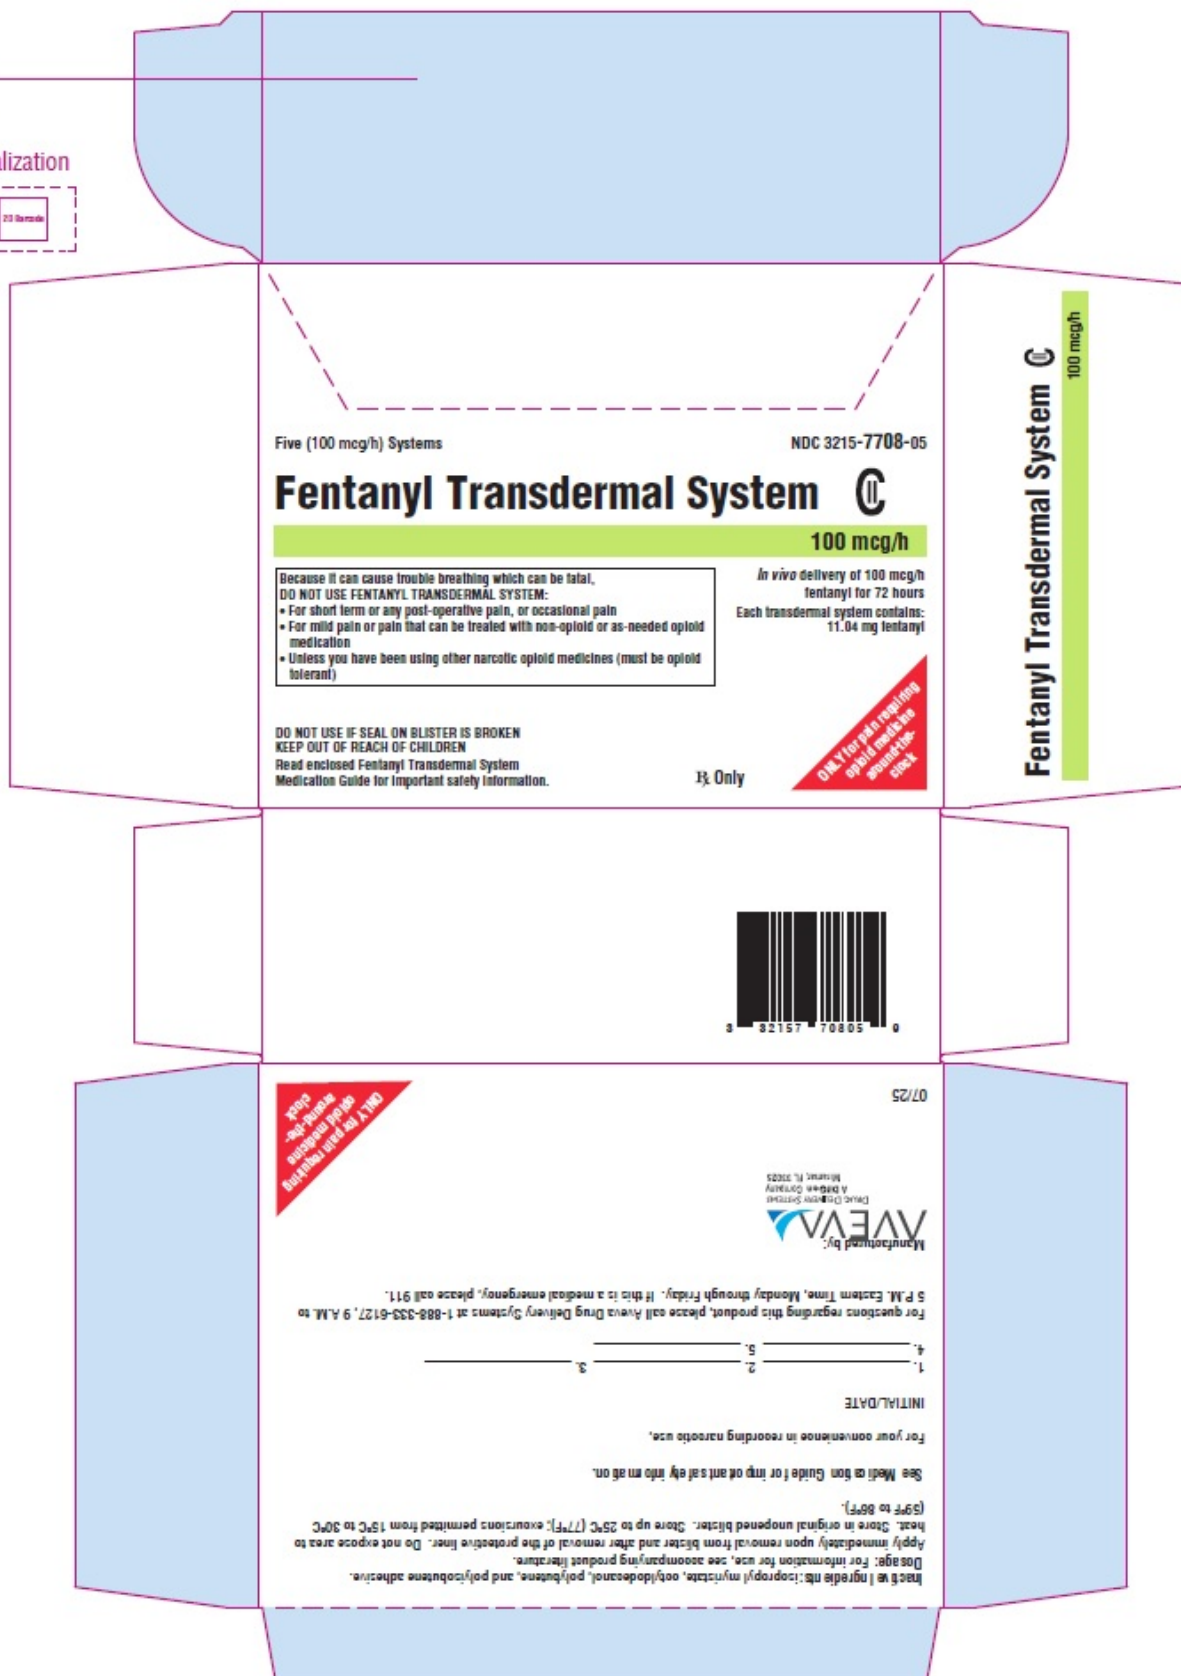 lization
2D Barcode
Five (100 mcg/h) Systems
NDC 3215-7708-05
Fentanyl Transdermal System CII
100 mcg/h
Because it can cause trouble breathing which can be fatal,
DO NOT USE FENTANYL TRANSDERMAL SYSTEM:
• For short term or any post-operative pain, or occasional pain
• For mild pain or pain that can be treated with non-opioid or as-needed opioid
medication
• Unless you have been using other narcotic opioid medicines (must be opioid
tolerant)
In vivo delivery of 100 mcg/h
fentanyl for 72 hours
Each transdermal system contains:
11.04 mg fentanyl
DO NOT USE IF SEAL ON BLISTER IS BROKEN
KEEP OUT OF REACH OF CHILDREN
Read enclosed Fentanyl Transdermal System
Medication Guide for important safety information.
℞ Only
ONLY for pain requiring
opioid medicine
around-the-
clock
Fentanyl Transdermal System CII
100 mcg/h
3 32157 70805 9
Inactive Ingredients: isopropyl myristate, octyldodecanol, polybutene, and polyisobutene adhesive.
Dosage: For information for use, see accompanying product literature.
Apply immediately upon removal from blister and after removal of the protective liner. Do not expose area to
heat. Store in original unopened blister. Store up to 25ºC (77ºF); excursions permitted from 15ºC to 30ºC
(59ºF to 86ºF).
See Medication Guide for important safety information.
For your convenience in recording narcotic use,
INITIAL/DATE
1. 2. 3.
4. 5.
For questions regarding this product, please call Aveva Drug Delivery Systems at 1-888-333-6127, 9 A.M. to
5 P.M. Eastern Time, Monday through Friday. If this is a medical emergency, please call 911.
Manufactured by:
AVEVA
DRUG DELIVERY SYSTEMS
A Company
Miramar, FL 33025
07/25
ONLY for pain requiring
opioid medicine
around-the-
clock